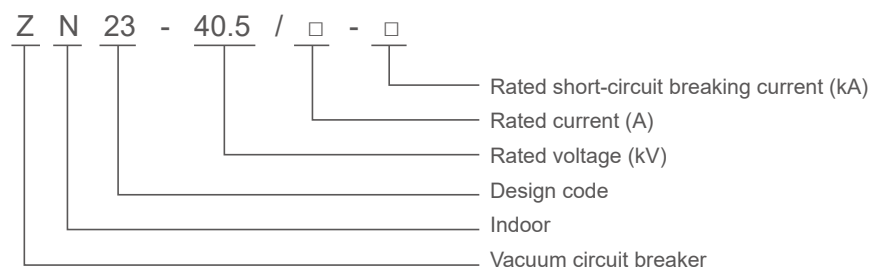 Z N 23 - 40.5 / □ - □
Rated short-circuit breaking current (kA)
Rated current (A)
Rated voltage (kV)
Design code
Indoor
Vacuum circuit breaker